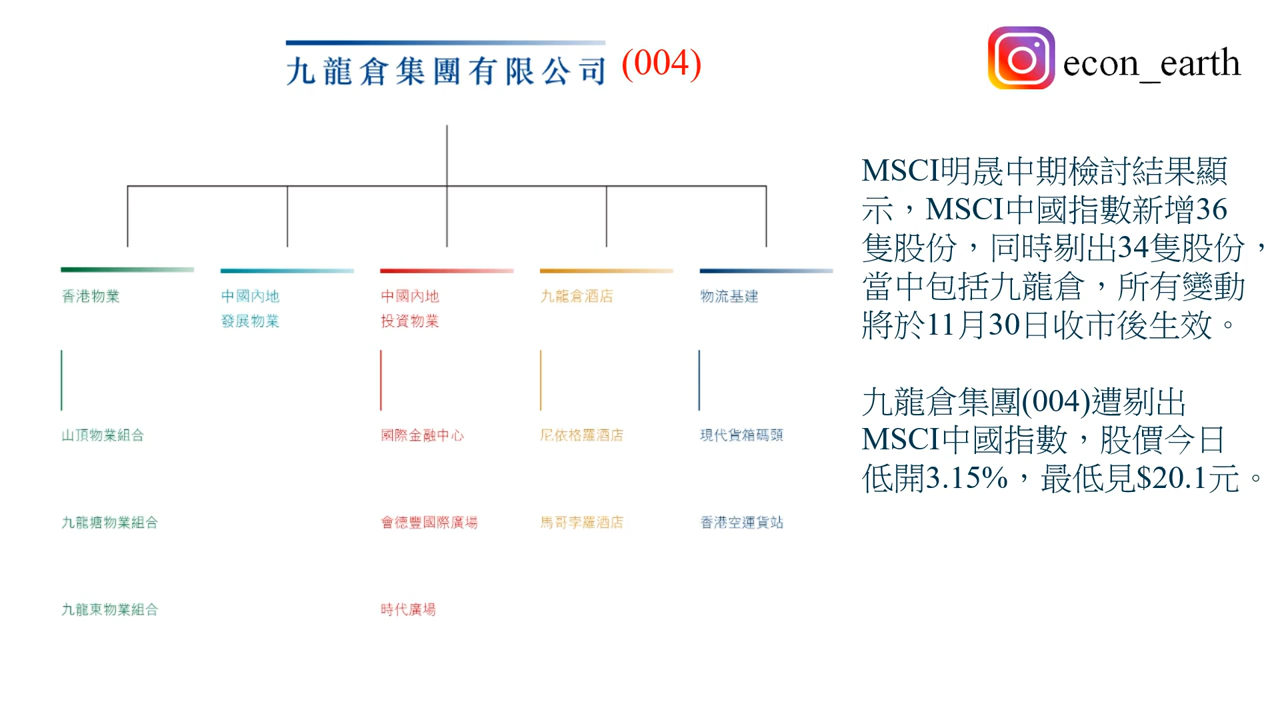 九龍倉集團有限公司 (004)
econ_earth
香港物業
中國內地
發展物業
中國內地
投資物業
九龍倉酒店
物流基建
山頂物業組合
國際金融中心
尼依格羅酒店
現代貨箱碼頭
九龍塘物業組合
會德豐國際廣場
馬哥孛羅酒店
香港空運貨站
九龍東物業組合
時代廣場
MSCI明晟中期檢討結果顯
示，MSCI中國指數新增36
隻股份，同時剔出34隻股份，
當中包括九龍倉，所有變動
將於11月30日收市後生效。
九龍倉集團(004)遭剔出
MSCI中國指數，股價今日
低開3.15%，最低見$20.1元。